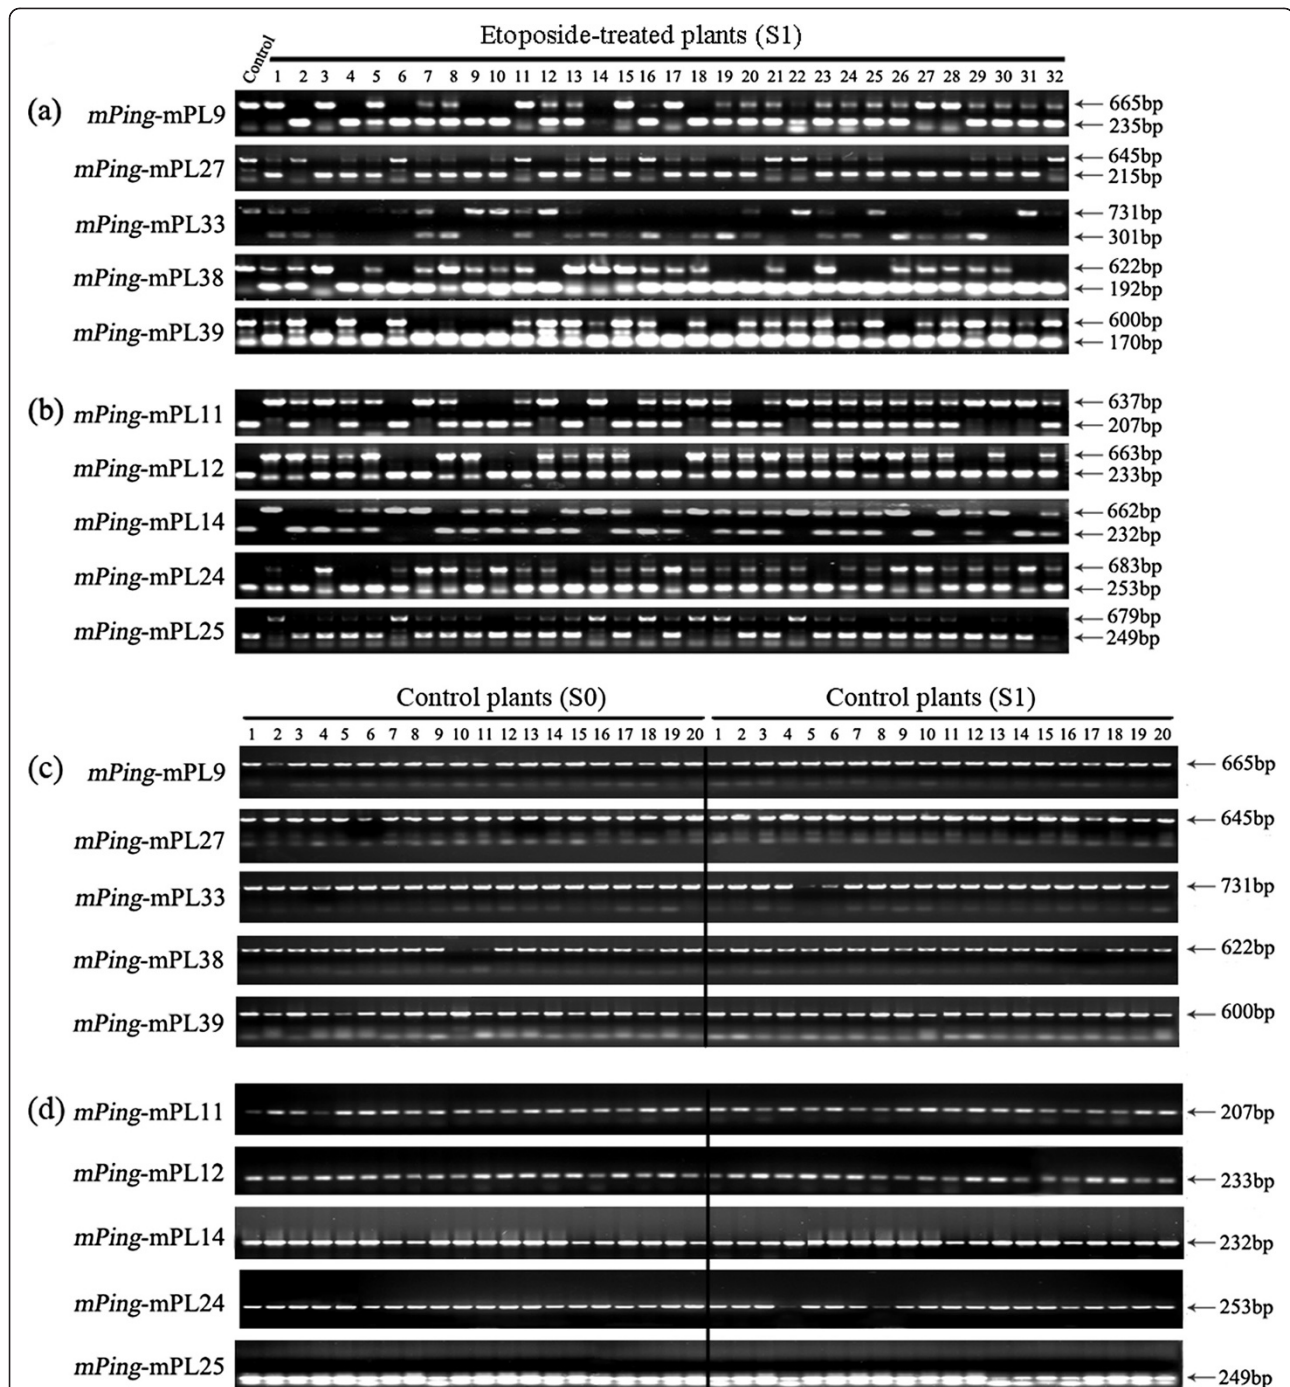 Etoposide-treated plants (S1)
Control
1 2 3 4 5 6 7 8 9 10 11 12 13 14 15 16 17 18 19 20 21 22 23 24 25 26 27 28 29 30 31 32
(a) mPing-mPL9 665bp
235bp
mPing-mPL27 645bp
215bp
mPing-mPL33 731bp
301bp
mPing-mPL38 622bp
192bp
mPing-mPL39 600bp
170bp
(b) mPing-mPL11 637bp
207bp
mPing-mPL12 663bp
233bp
mPing-mPL14 662bp
232bp
mPing-mPL24 683bp
253bp
mPing-mPL25 679bp
249bp
Control plants (S0) Control plants (S1)
1 2 3 4 5 6 7 8 9 10 11 12 13 14 15 16 17 18 19 20 1 2 3 4 5 6 7 8 9 10 11 12 13 14 15 16 17 18 19 20
(c) mPing-mPL9 665bp
mPing-mPL27 645bp
mPing-mPL33 731bp
mPing-mPL38 622bp
mPing-mPL39 600bp
(d) mPing-mPL11 207bp
mPing-mPL12 233bp
mPing-mPL14 232bp
mPing-mPL24 253bp
mPing-mPL25 249bp